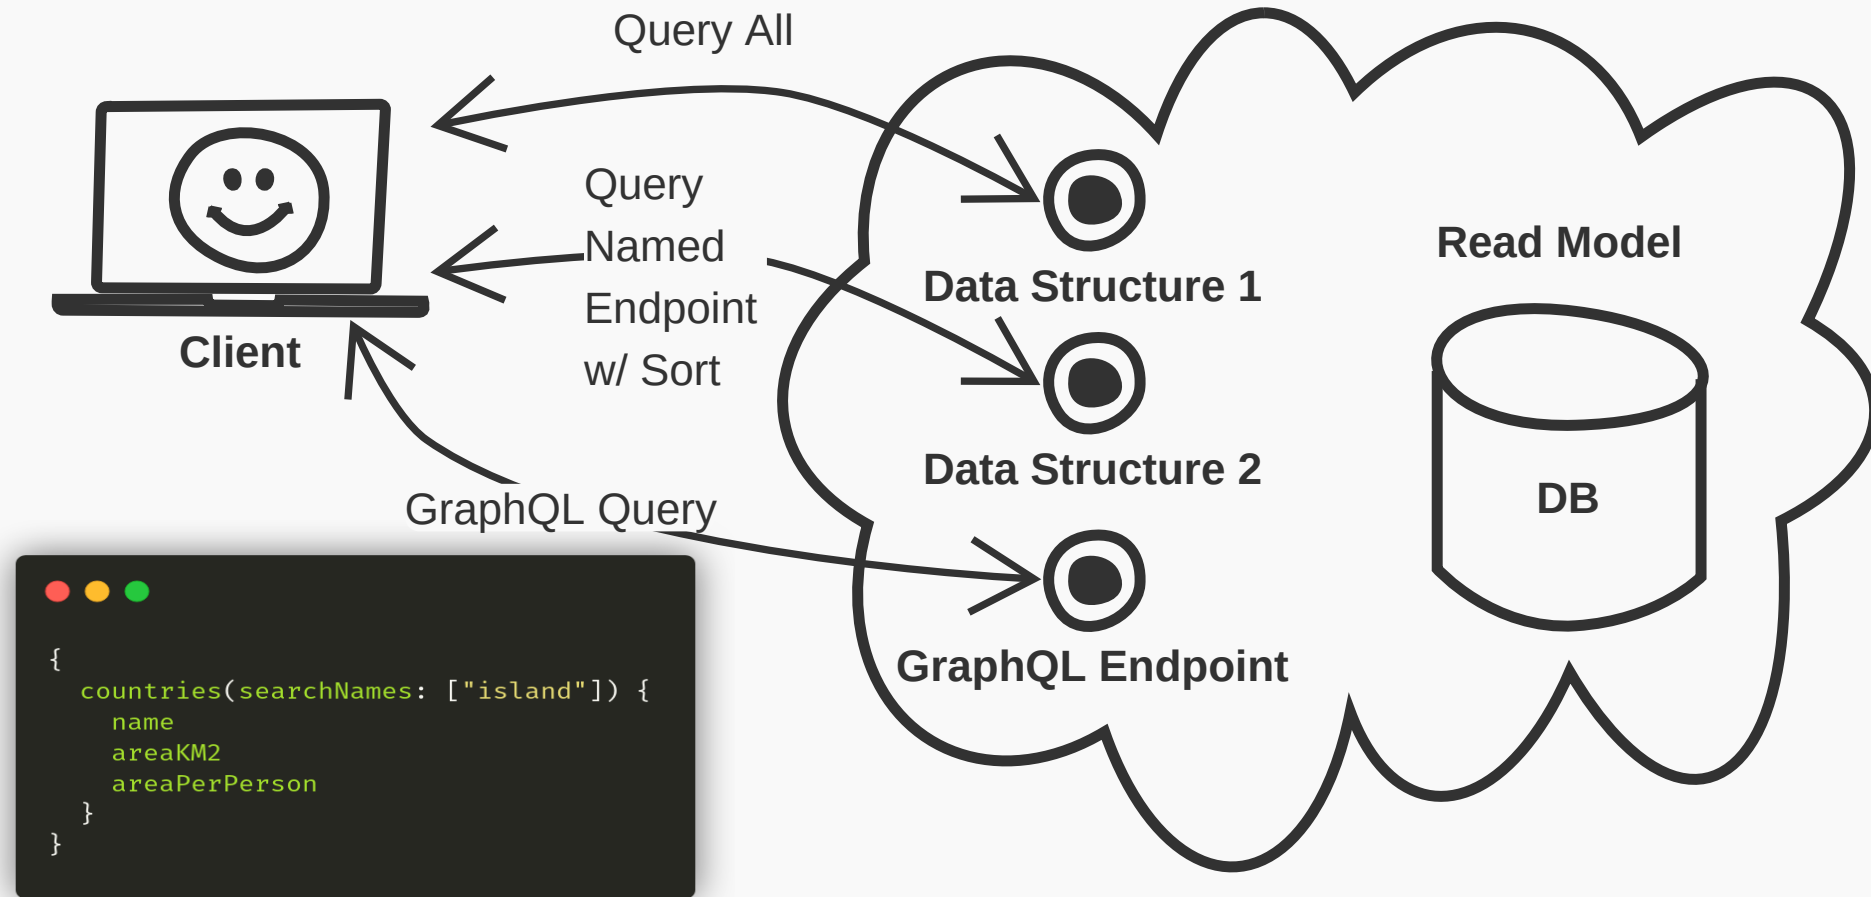 Query All
Query
Named
Endpoint
w/ Sort
Client
GraphQL Query
Data Structure 1
Data Structure 2
GraphQL Endpoint
Read Model
DB
{
  countries(searchNames: ["island"]) {
    name
    areaKM2
    areaPerPerson
  }
}